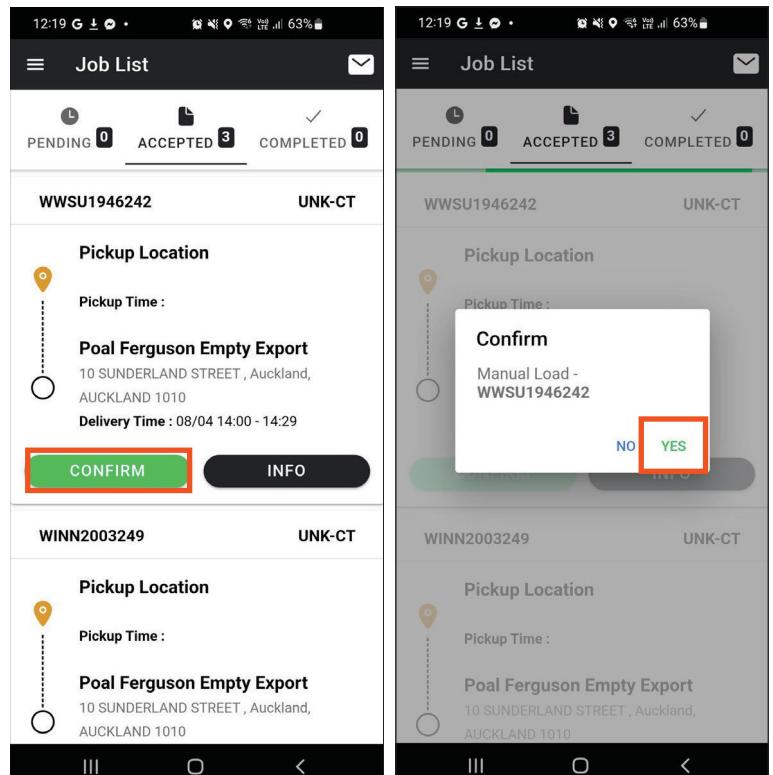 12:19 G 63%
Job List
PENDING 0 ACCEPTED 3 COMPLETED 0
WWSU1946242 UNK-CT
Pickup Location
Pickup Time :
Poal Ferguson Empty Export
10 SUNDERLAND STREET , Auckland,
AUCKLAND 1010
Delivery Time : 08/04 14:00 - 14:29
CONFIRM INFO
WINN2003249 UNK-CT
Pickup Location
Pickup Time :
Poal Ferguson Empty Export
10 SUNDERLAND STREET , Auckland,
AUCKLAND 1010
12:19 G 63%
Job List
PENDING 0 ACCEPTED 3 COMPLETED 0
WWSU1946242 UNK-CT
Pickup Location
Pickup Time :
Confirm
Manual Load -
WWSU1946242
NO YES
INFO
WINN2003249 UNK-CT
Pickup Location
Pickup Time :
Poal Ferguson Empty Export
10 SUNDERLAND STREET , Auckland,
AUCKLAND 1010